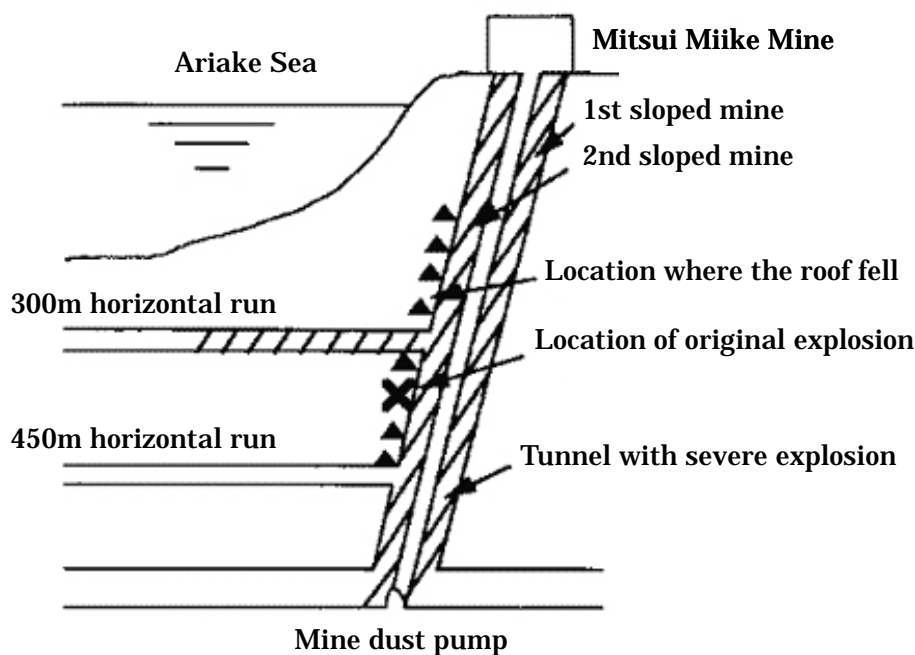 Mitsui Miike Mine
Ariake Sea
1st sloped mine
2nd sloped mine
Location where the roof fell
300m horizontal run
Location of original explosion
450m horizontal run
Tunnel with severe explosion
Mine dust pump